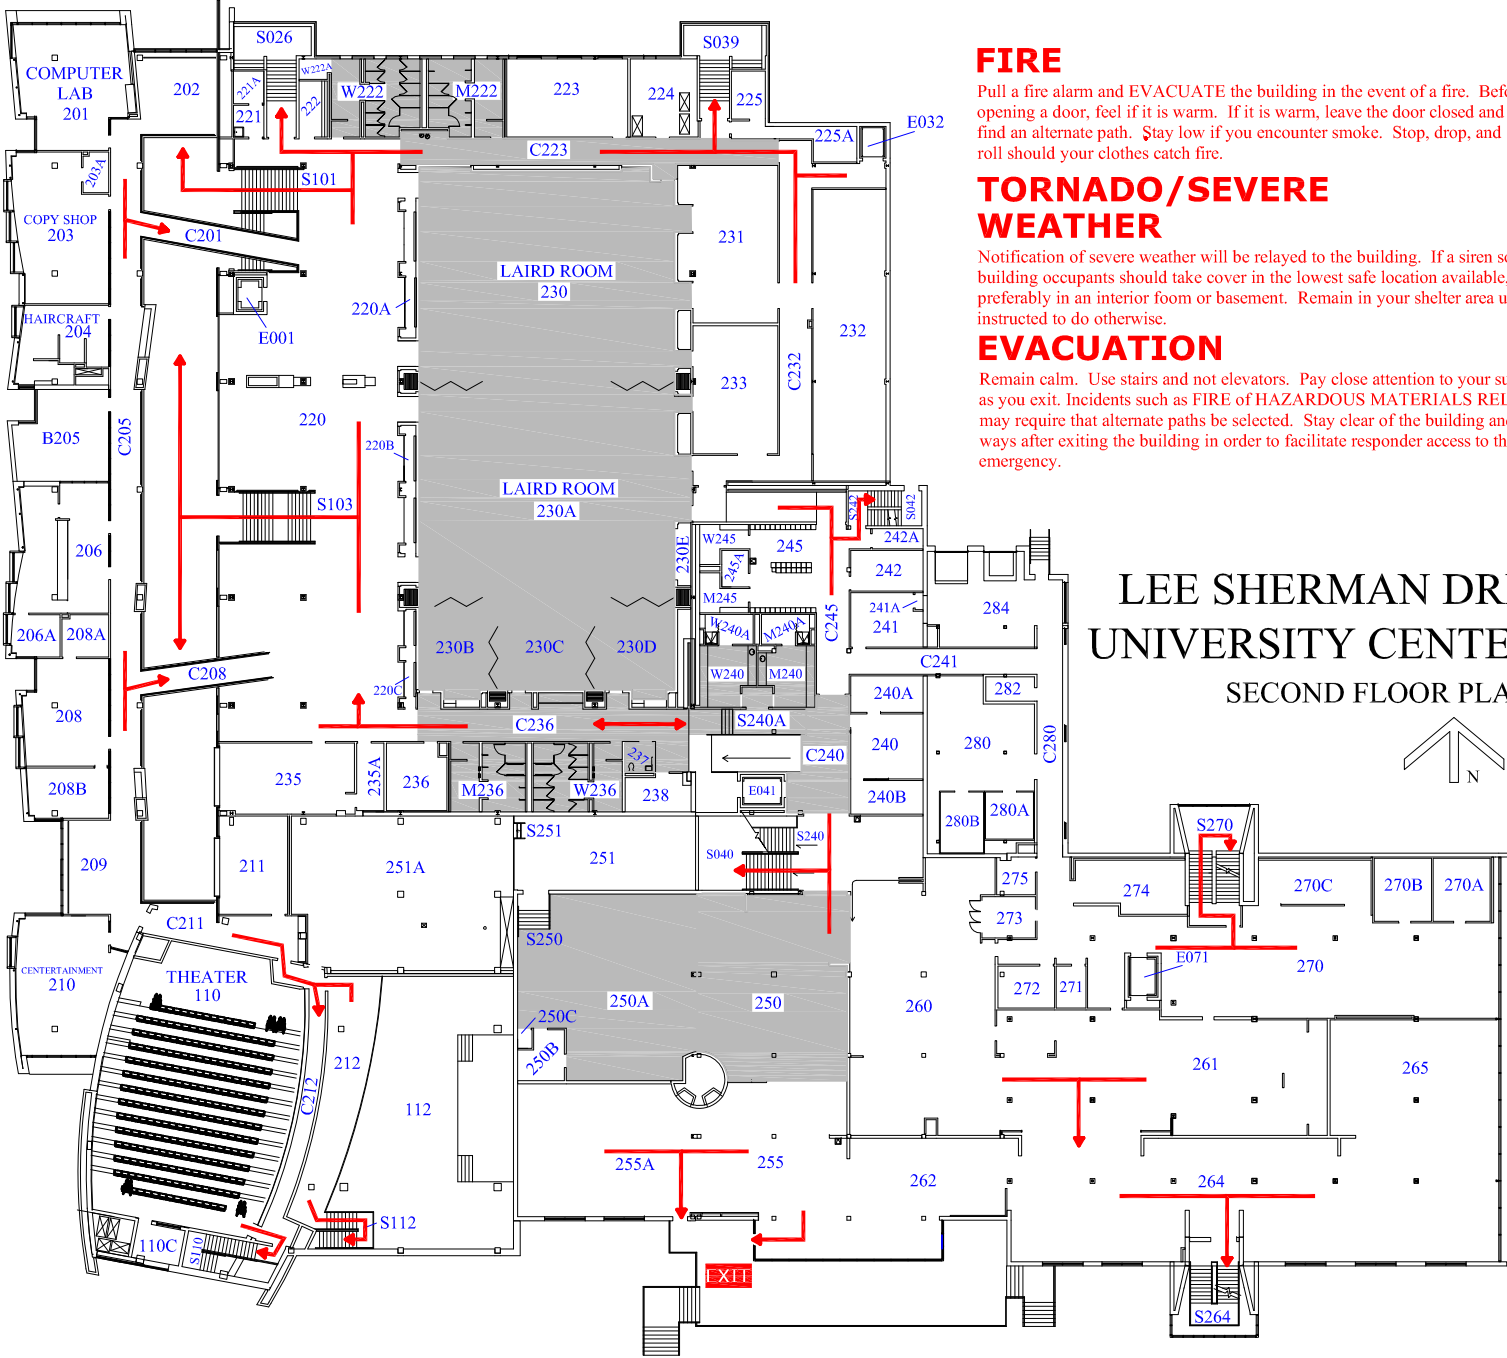 FIRE
Pull a fire alarm and EVACUATE the building in the event of a fire. Befo
opening a door, feel if it is warm. If it is warm, leave the door closed and
find an alternate path. Stay low if you encounter smoke. Stop, drop, and
roll should your clothes catch fire.
TORNADO/SEVERE
WEATHER
Notification of severe weather will be relayed to the building. If a siren so
building occupants should take cover in the lowest safe location available,
preferably in an interior foom or basement. Remain in your shelter area u
instructed to do otherwise.
EVACUATION
Remain calm. Use stairs and not elevators. Pay close attention to your su
as you exit. Incidents such as FIRE of HAZARDOUS MATERIALS REL
may require that alternate paths be selected. Stay clear of the building and
ways after exiting the building in order to facilitate responder access to th
emergency.
LEE SHERMAN DRE
UNIVERSITY CENTE
SECOND FLOOR PLA
N
S026
S039
COMPUTER
LAB
201
202
221A
221
W222A
222
W222
M222
223
224
225
225A
E032
C223
S101
203A
COPY SHOP
203
C201
231
LAIRD ROOM
230
220A
E001
HAIRCRAFT
204
232
C232
233
220
B205
C205
220B
LAIRD ROOM
230A
S103
S242
S042
242A
W245
245
245A
230E
M245
242
206
241A
241
284
206A
208A
W240A
M240A
C245
230B
230C
230D
C208
W240
M240
C241
220C
240A
282
208
C236
S240A
240
280
C280
C240
235
235A
236
237
M236
W236
238
E041
240B
208B
280B
280A
S251
S240
S270
209
211
251A
251
S040
275
274
270C
270B
270A
C211
S250
273
E071
THEATER
110
CENTERTAINMENT
210
272
271
270
250A
250
260
250C
250B
212
C212
112
261
265
255A
255
262
264
S112
110C
S110
EXIT
S264